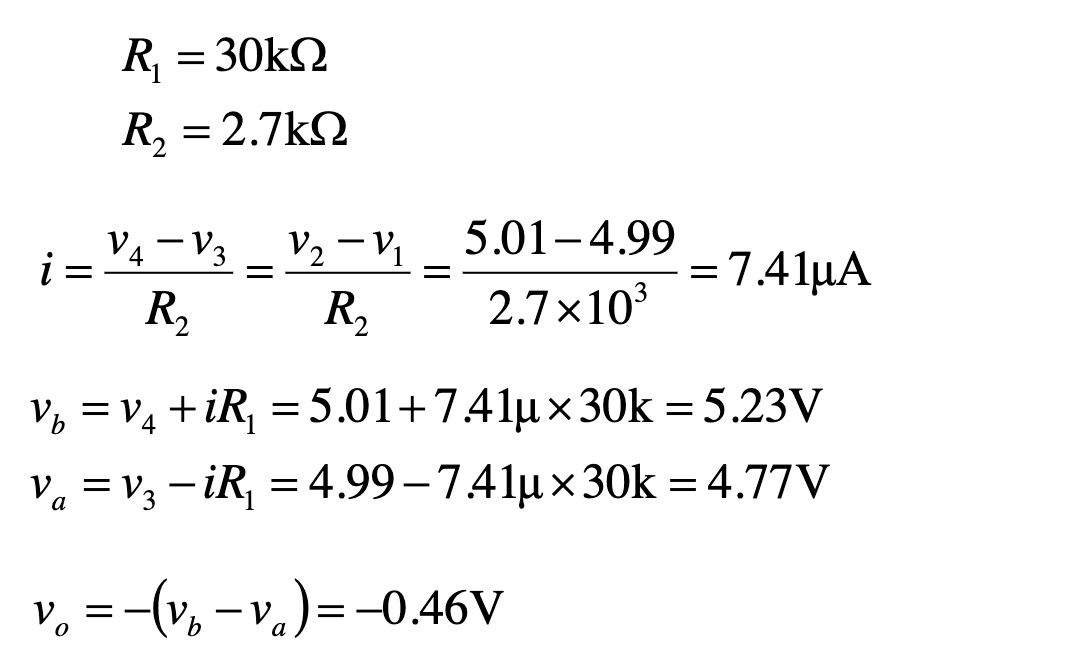 R₁ = 30kΩ
R₂ = 2.7kΩ
i = (v₄ − v₃)/R₂ = (v₂ − v₁)/R₂ = (5.01 − 4.99)/(2.7 × 10³) = 7.41µA
v_b = v₄ + iR₁ = 5.01 + 7.41µ × 30k = 5.23V
v_a = v₃ − iR₁ = 4.99 − 7.41µ × 30k = 4.77V
v_o = −(v_b − v_a) = −0.46V